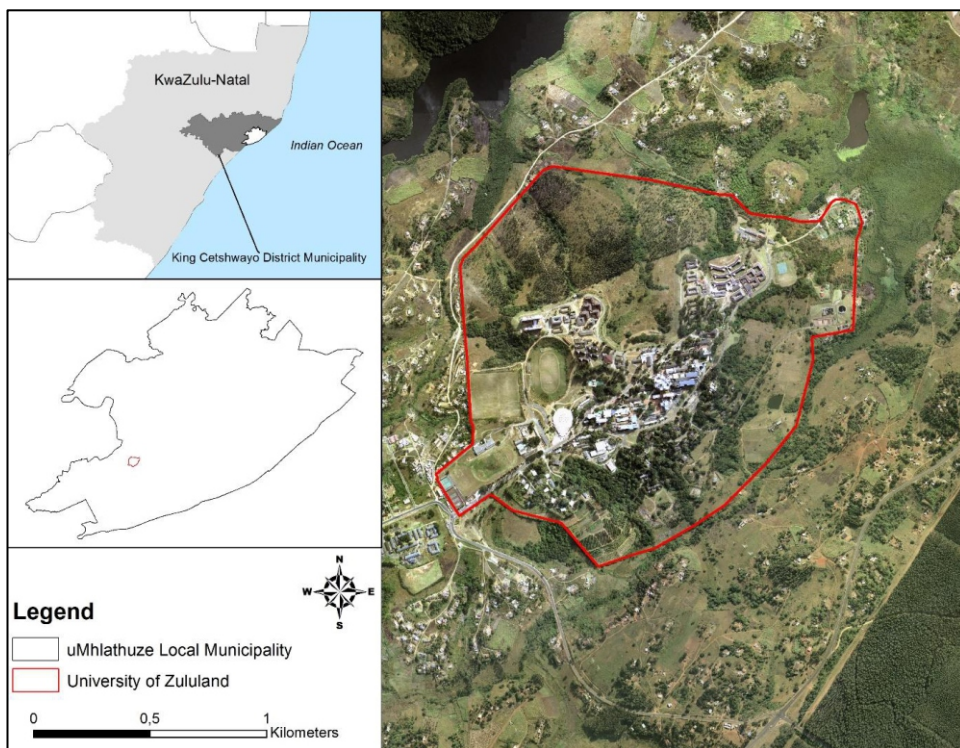 KwaZulu-Natal
Indian Ocean
King Cetshwayo District Municipality
N
W E
S
Legend
uMhlathuze Local Municipality
University of Zululand
0 0,5 1
Kilometers